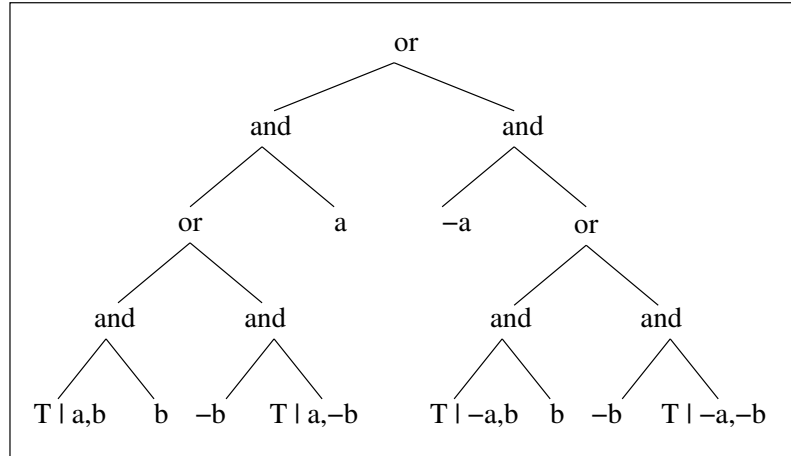 or
and and
or a −a or
and and and and
T | a,b b −b T | a,−b T | −a,b b −b T | −a,−b